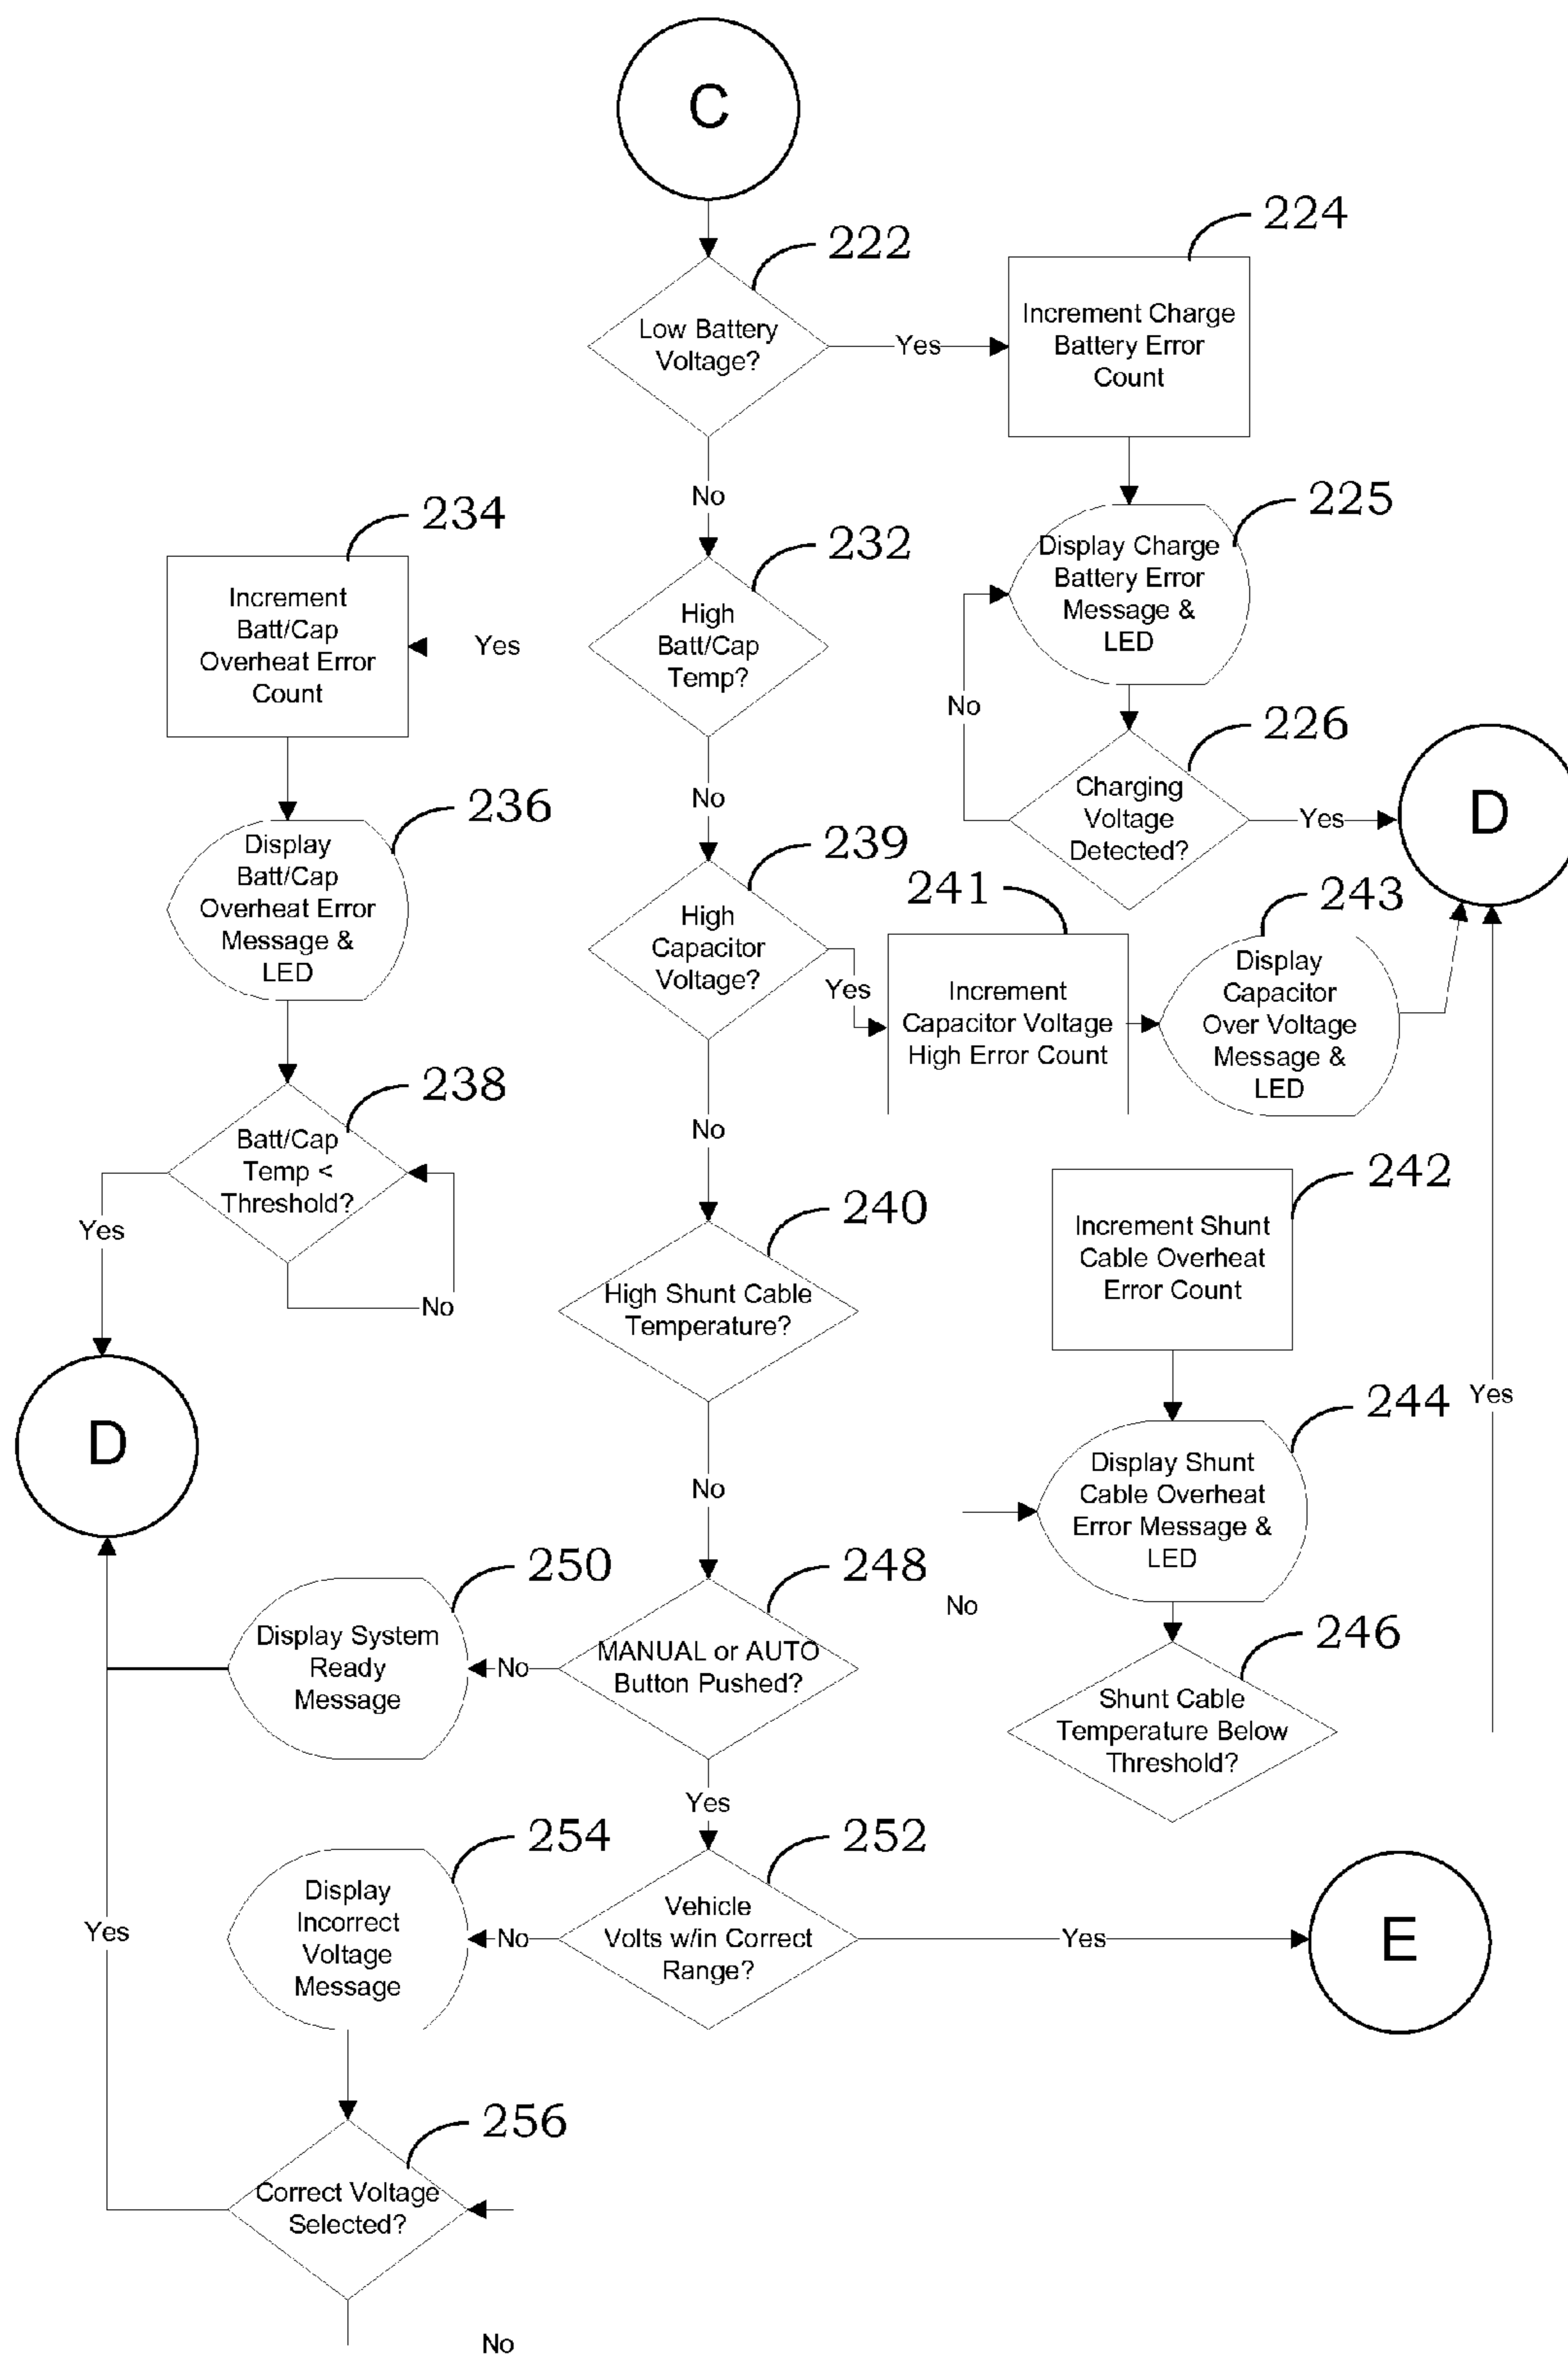 C
222
Low Battery
Voltage?
Yes
224
Increment Charge
Battery Error
Count
No
225
Display Charge
Battery Error
Message &
LED
No
226
Charging
Voltage
Detected?
Yes
D
232
High
Batt/Cap
Temp?
Yes
234
Increment
Batt/Cap
Overheat Error
Count
236
Display
Batt/Cap
Overheat Error
Message &
LED
238
Batt/Cap
Temp <
Threshold?
Yes
No
D
No
239
High
Capacitor
Voltage?
Yes
241
Increment
Capacitor Voltage
High Error Count
243
Display
Capacitor
Over Voltage
Message &
LED
No
240
High Shunt Cable
Temperature?
242
Increment Shunt
Cable Overheat
Error Count
244
Display Shunt
Cable Overheat
Error Message &
LED
Yes
No
246
Shunt Cable
Temperature Below
Threshold?
No
248
MANUAL or AUTO
Button Pushed?
No
250
Display System
Ready
Message
Yes
252
Vehicle
Volts w/in Correct
Range?
Yes
E
No
254
Display
Incorrect
Voltage
Message
Yes
256
Correct Voltage
Selected?
No